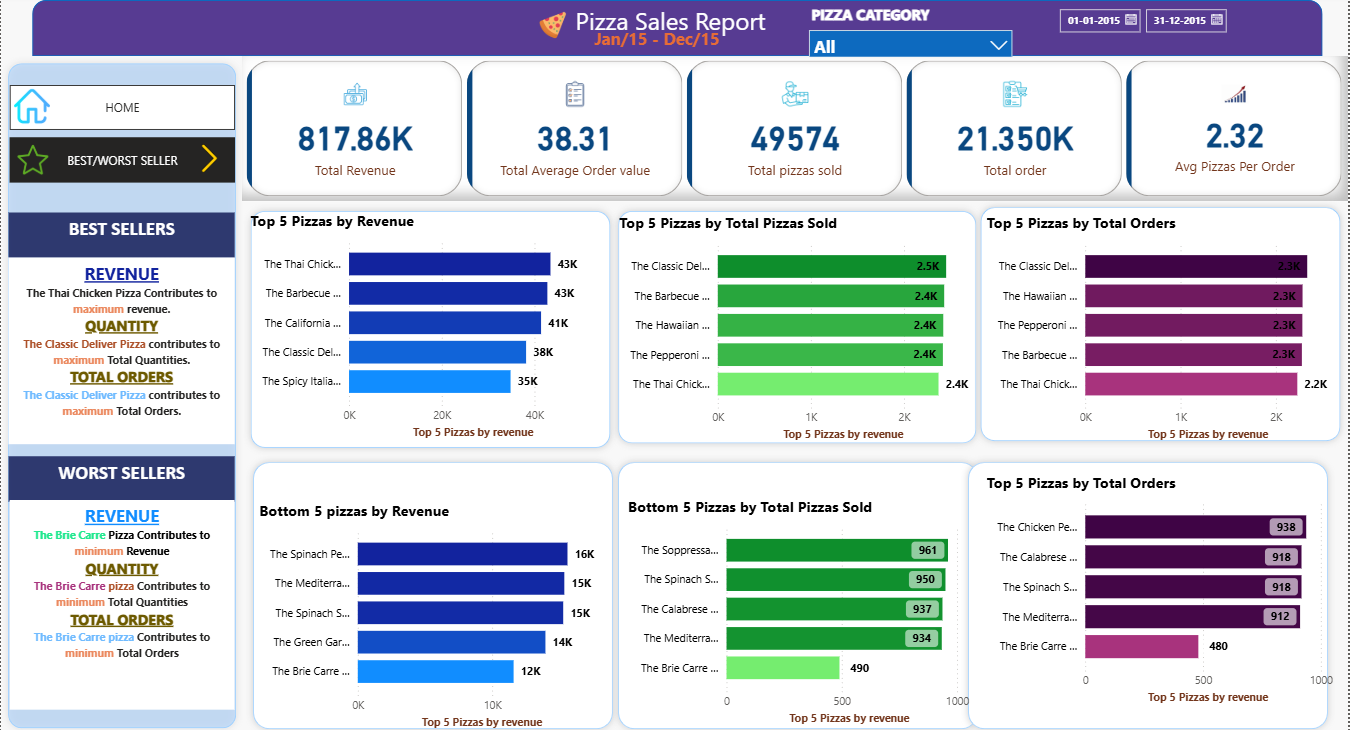 Pizza Sales Report
Jan/15 - Dec/15
PIZZA CATEGORY
All
01-01-2015
31-12-2015
HOME
BEST/WORST SELLER
817.86K
Total Revenue
38.31
Total Average Order value
49574
Total pizzas sold
21.350K
Total order
2.32
Avg Pizzas Per Order
BEST SELLERS
REVENUE
The Thai Chicken Pizza Contributes to
maximum revenue.
QUANTITY
The Classic Deliver Pizza contributes to
maximum Total Quantities.
TOTAL ORDERS
The Classic Deliver Pizza contributes to
maximum Total Orders.
WORST SELLERS
REVENUE
The Brie Carre Pizza Contributes to
minimum Revenue
QUANTITY
The Brie Carre pizza Contributes to
minimum Total Quantities
TOTAL ORDERS
The Brie Carre pizza Contributes to
minimum Total Orders
Top 5 Pizzas by Revenue
The Thai Chick... 43K
The Barbecue ... 43K
The California ... 41K
The Classic Del... 38K
The Spicy Italia... 35K
0K 20K 40K
Top 5 Pizzas by revenue
Top 5 Pizzas by Total Pizzas Sold
The Classic Del... 2.5K
The Barbecue ... 2.4K
The Hawaiian ... 2.4K
The Pepperoni ... 2.4K
The Thai Chick... 2.4K
0K 1K 2K
Top 5 Pizzas by revenue
Top 5 Pizzas by Total Orders
The Classic Del... 2.3K
The Hawaiian ... 2.3K
The Pepperoni ... 2.3K
The Barbecue ... 2.3K
The Thai Chick... 2.2K
0K 1K 2K
Top 5 Pizzas by revenue
Bottom 5 pizzas by Revenue
The Spinach Pe... 16K
The Mediterra... 15K
The Spinach S... 15K
The Green Gar... 14K
The Brie Carre ... 12K
0K 10K
Top 5 Pizzas by revenue
Bottom 5 Pizzas by Total Pizzas Sold
The Soppressa... 961
The Spinach S... 950
The Calabrese ... 937
The Mediterra... 934
The Brie Carre ... 490
0 500 1000
Top 5 Pizzas by revenue
Top 5 Pizzas by Total Orders
The Chicken Pe... 938
The Calabrese ... 918
The Spinach S... 918
The Mediterra... 912
The Brie Carre ... 480
0 500 1000
Top 5 Pizzas by revenue